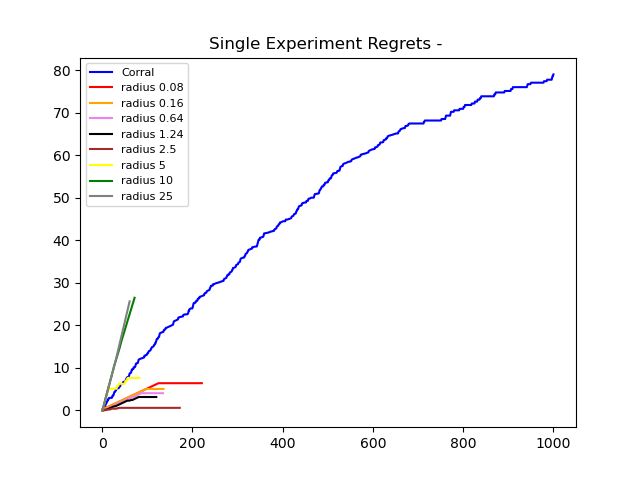 Single Experiment Regrets -
80
70
60
50
40
30
20
10
0
Corral
radius 0.08
radius 0.16
radius 0.64
radius 1.24
radius 2.5
radius 5
radius 10
radius 25
0 200 400 600 800 1000